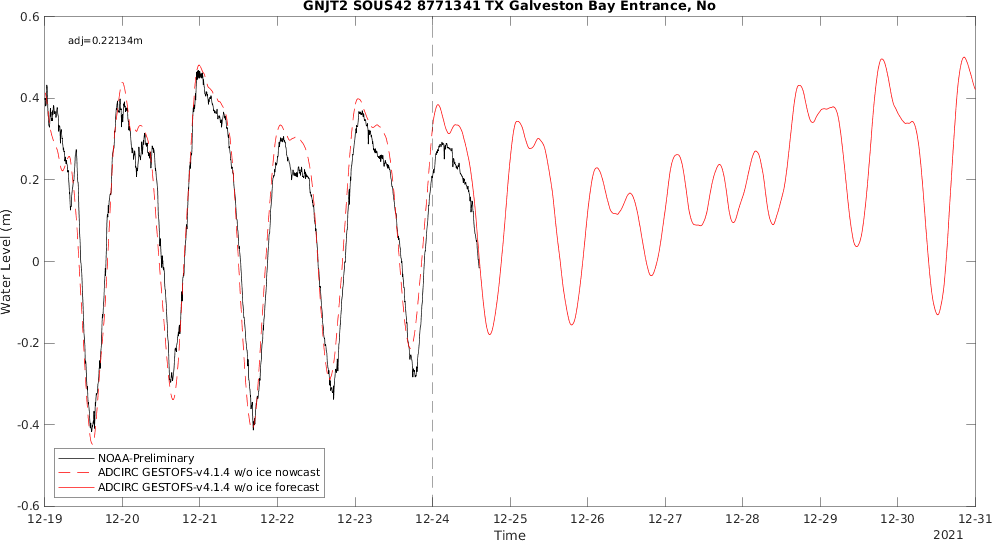 GNJT2 SOUS42 8771341 TX Galveston Bay Entrance, No
adj=0.22134m
0.6
0.4
0.2
0
-0.2
-0.4
-0.6
Water Level (m)
NOAA-Preliminary
ADCIRC GESTOFS-v4.1.4 w/o ice nowcast
ADCIRC GESTOFS-v4.1.4 w/o ice forecast
12-19 12-20 12-21 12-22 12-23 12-24 12-25 12-26 12-27 12-28 12-29 12-30 12-31
Time
2021